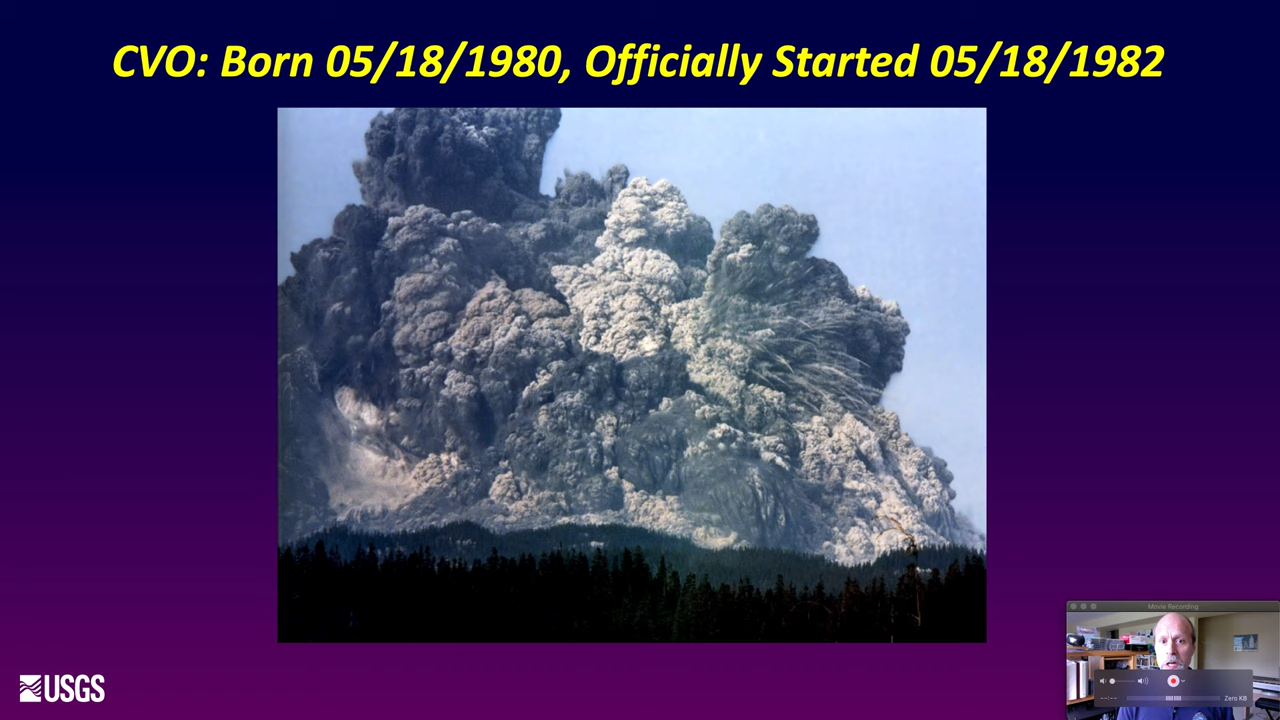 CVO: Born 05/18/1980, Officially Started 05/18/1982
Movie Recording
--:--
Zero KB
USGS